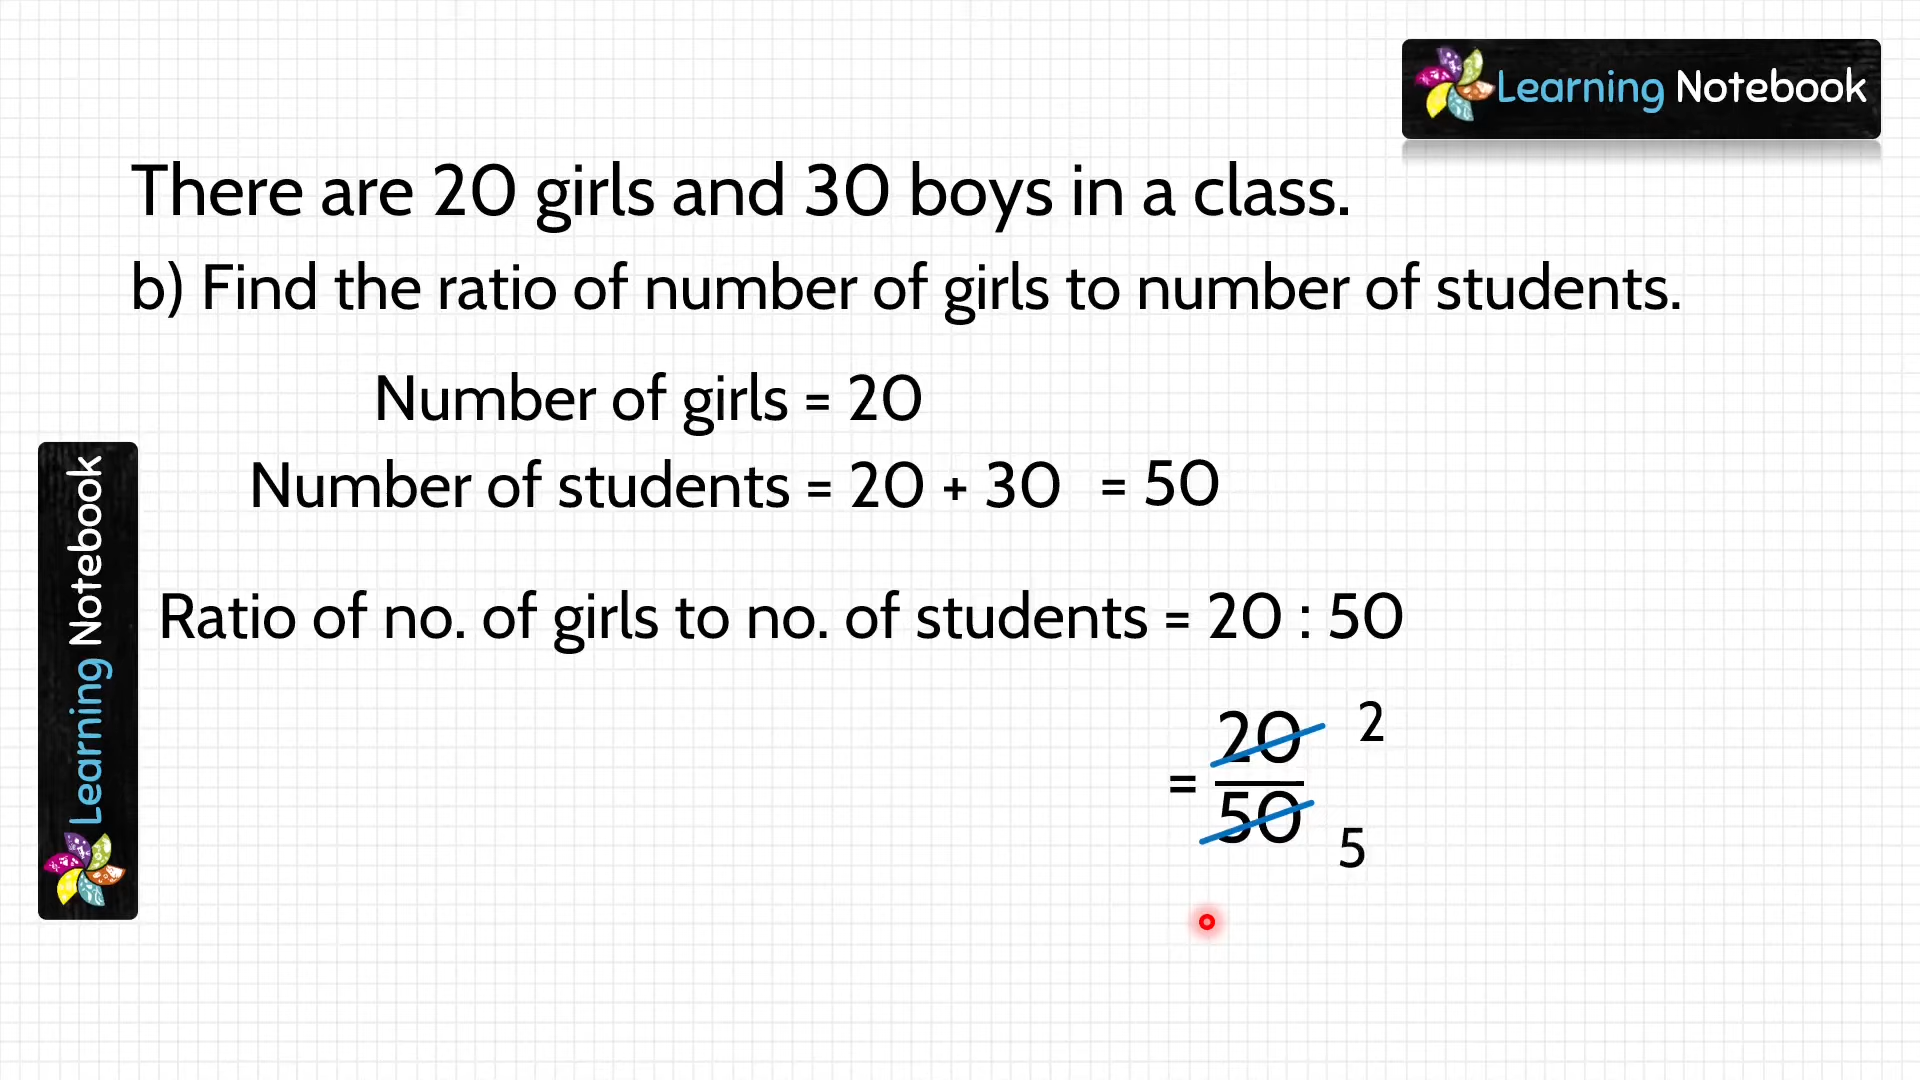 Learning Notebook
There are 20 girls and 30 boys in a class.
b) Find the ratio of number of girls to number of students.
Number of girls = 20
Number of students = 20 + 30 = 50
Learning Notebook
Ratio of no. of girls to no. of students = 20 : 50
= 20 2
50 5